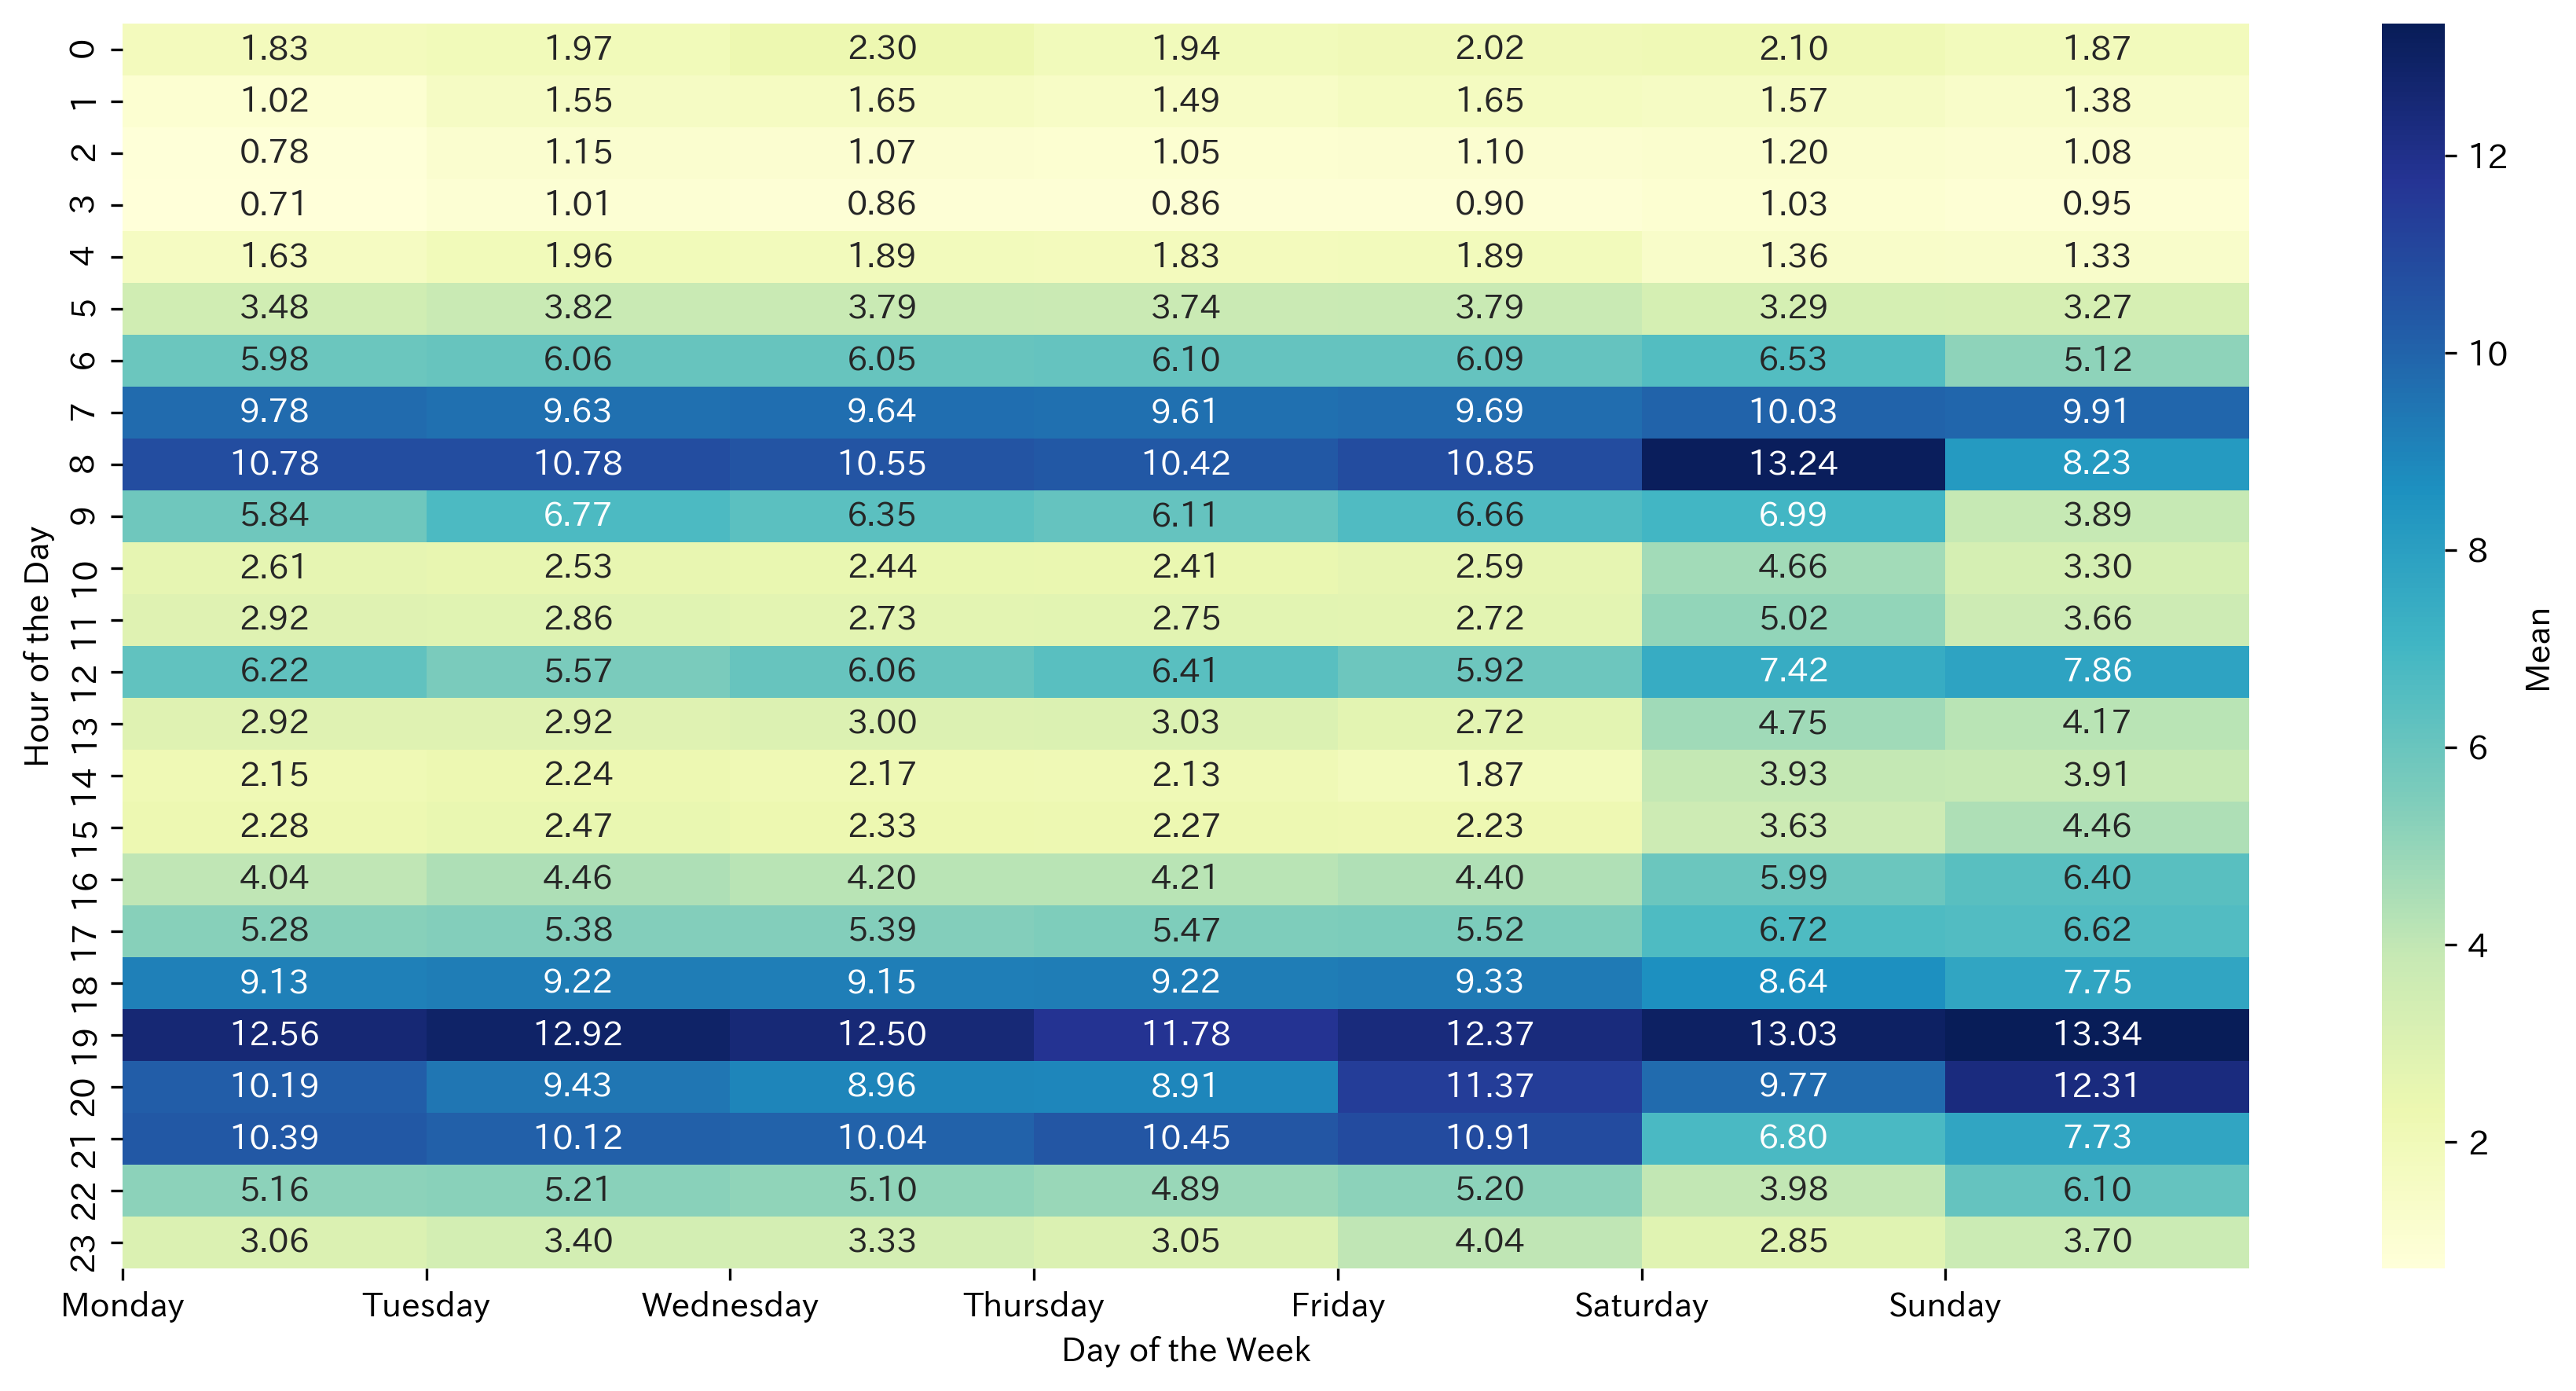 0 1.83 1.97 2.30 1.94 2.02 2.10 1.87
1 1.02 1.55 1.65 1.49 1.65 1.57 1.38
2 0.78 1.15 1.07 1.05 1.10 1.20 1.08
3 0.71 1.01 0.86 0.86 0.90 1.03 0.95
4 1.63 1.96 1.89 1.83 1.89 1.36 1.33
5 3.48 3.82 3.79 3.74 3.79 3.29 3.27
6 5.98 6.06 6.05 6.10 6.09 6.53 5.12
7 9.78 9.63 9.64 9.61 9.69 10.03 9.91
8 10.78 10.78 10.55 10.42 10.85 13.24 8.23
9 5.84 6.77 6.35 6.11 6.66 6.99 3.89
10 2.61 2.53 2.44 2.41 2.59 4.66 3.30
11 2.92 2.86 2.73 2.75 2.72 5.02 3.66
12 6.22 5.57 6.06 6.41 5.92 7.42 7.86
13 2.92 2.92 3.00 3.03 2.72 4.75 4.17
14 2.15 2.24 2.17 2.13 1.87 3.93 3.91
15 2.28 2.47 2.33 2.27 2.23 3.63 4.46
16 4.04 4.46 4.20 4.21 4.40 5.99 6.40
17 5.28 5.38 5.39 5.47 5.52 6.72 6.62
18 9.13 9.22 9.15 9.22 9.33 8.64 7.75
19 12.56 12.92 12.50 11.78 12.37 13.03 13.34
20 10.19 9.43 8.96 8.91 11.37 9.77 12.31
21 10.39 10.12 10.04 10.45 10.91 6.80 7.73
22 5.16 5.21 5.10 4.89 5.20 3.98 6.10
23 3.06 3.40 3.33 3.05 4.04 2.85 3.70
Monday Tuesday Wednesday Thursday Friday Saturday Sunday
Day of the Week
Hour of the Day
12
10
8
6
4
2
Mean